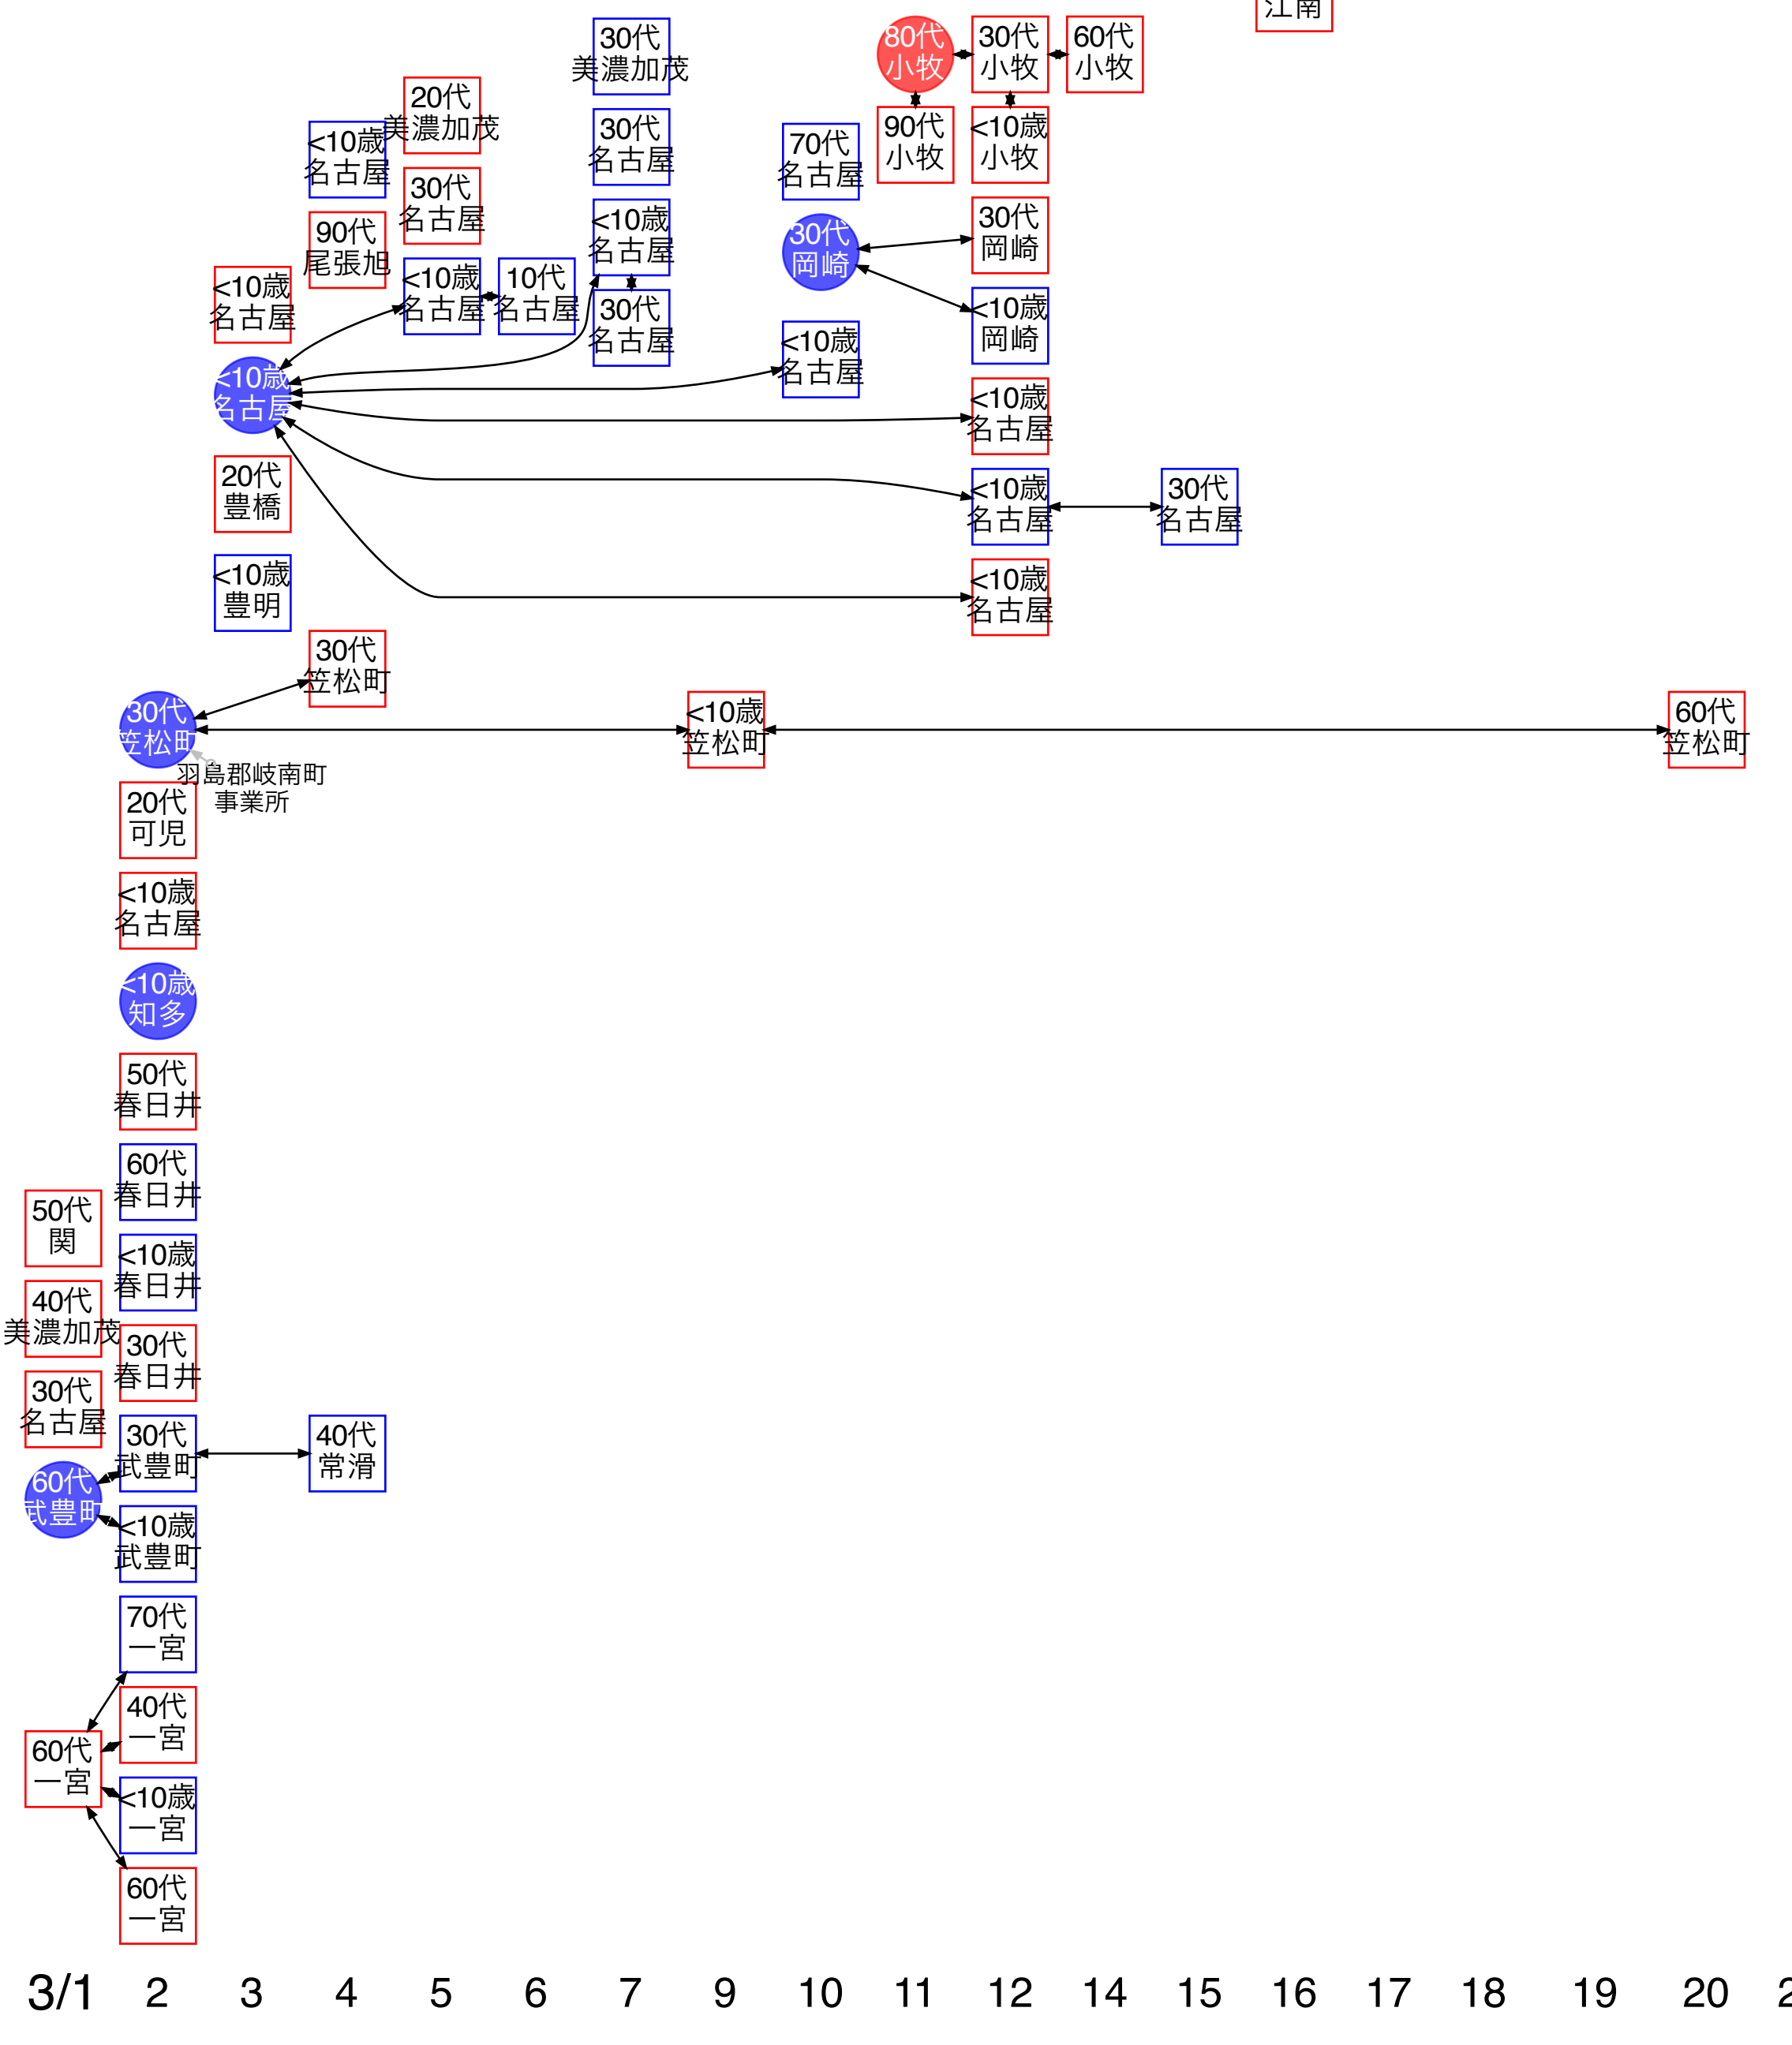 江南
80代
小牧
30代
小牧
60代
小牧
30代
美濃加茂
20代
美濃加茂
90代
小牧
<10歳
小牧
30代
名古屋
<10歳
名古屋
70代
名古屋
30代
名古屋
30代
岡崎
<10歳
名古屋
90代
尾張旭
30代
岡崎
<10歳
名古屋
10代
名古屋
<10歳
名古屋
30代
名古屋
<10歳
岡崎
<10歳
名古屋
<10歳
名古屋
<10歳
名古屋
20代
豊橋
<10歳
名古屋
30代
名古屋
<10歳
豊明
<10歳
名古屋
30代
笠松町
30代
笠松町
<10歳
笠松町
60代
笠松町
羽島郡岐南町
事業所
20代
可児
<10歳
名古屋
<10歳
知多
50代
春日井
60代
春日井
50代
関
<10歳
春日井
40代
美濃加茂
30代
春日井
30代
名古屋
30代
武豊町
40代
常滑
60代
武豊町
<10歳
武豊町
70代
一宮
40代
一宮
60代
一宮
<10歳
一宮
60代
一宮
3/1 2 3 4 5 6 7 9 10 11 12 14 15 16 17 18 19 20